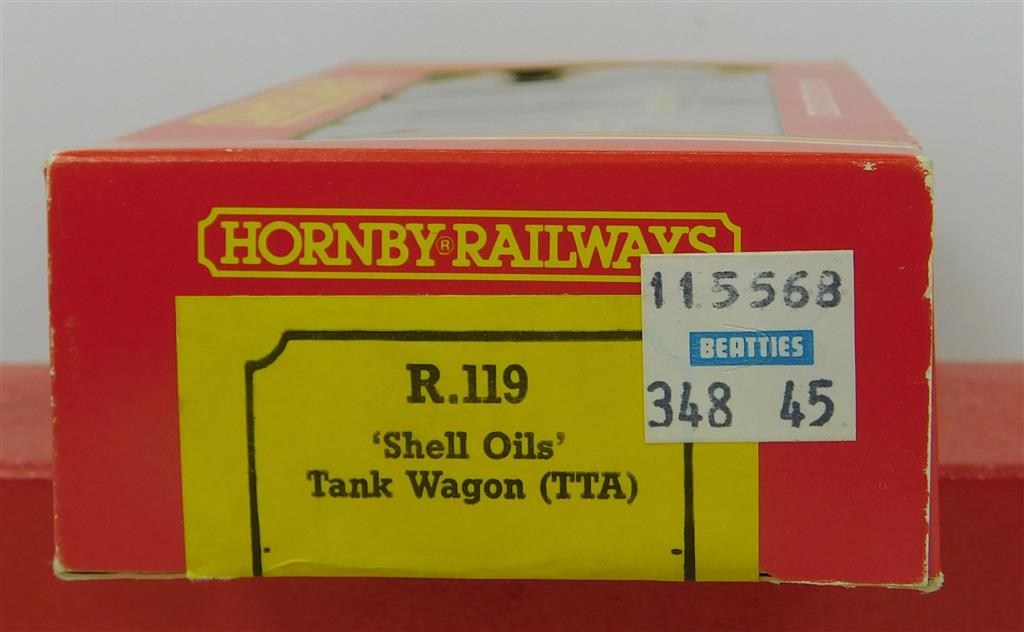 HORNBY® RAILWAYS
115568
BEATTIES
348 45
R.119
'Shell Oils'
Tank Wagon (TTA)